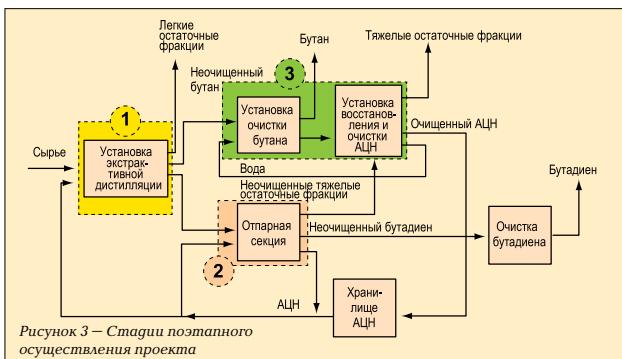 Легкие
остаточные
фракции
Бутан
Тяжелые остаточные фракции
Неочищенный
бутан
3
1
Установка
очистки
бутана
Установка
восстанов-
ления и
очистки
АЦН
Очищенный АЦН
Сырье
Установка
экстрак-
тивной
дистилляции
Вода
Неочищенные тяжелые
остаточные фракции
Бутадиен
Отпарная
секция
Неочищенный бутадиен
Очистка
бутадиена
2
АЦН
Храни-
лище
АЦН
Рисунок 3 — Стадии поэтапного
осуществления проекта